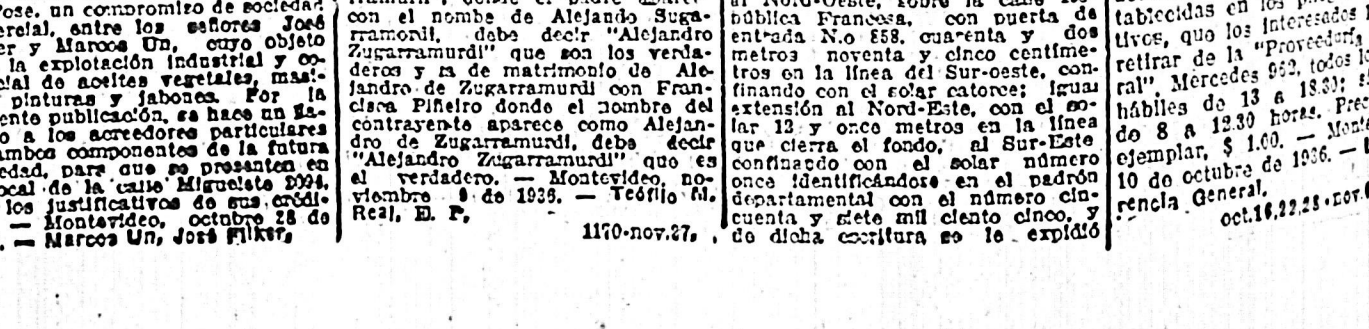 Pose, un compromizo de sociedad
ercial, entre los señores José
er y Marcos Un, cuyo objeto
la explotación industrial y co-
cial de aceites vegetales, masi-
pinturas y jabones. Por la
ente publicación, se hace un lla-
o a los acreedores particulares
ambos componentes de la futura
edad, para que se presenten en
ocal de la calle Miguelete 2004,
los justificativos de sus crédi-
— Montevideo, octubre 28 de
. — Marcos Un, José Filker,
con el nombe de Alejando Suga-
rramordi, debe decir "Alejandro
Zugarramurdi" que son los verda-
deros y la de matrimonio de Ale-
jandro de Zugarramurdi con Fran-
cisca Piñeiro donde el nombre del
contrayente aparece como Alejan-
dro de Zugarramurdi, debe decir
"Alejandro Zugarramurdi" que es
el verdadero. — Montevideo, no-
viembre 9 de 1936. — Teófilo M.
Real, E. P.
1170-nov.27.
al Nord-Oeste, sobre la calle
pública Francesa, con puerta de
entrada N.o 858, cuarenta y dos
metros noventa y cinco centíme-
tros en la línea del Sur-oeste, con-
finando con el solar catorce; igual
extensión al Nord-Este, con el so-
lar 12 y once metros en la línea
que cierra el fondo, al Sur-Este
confinando con el solar número
once identificándose en el padrón
departamental con el número cin-
cuenta y siete mil ciento cinco, y
de dicha escritura se le expidió
tablecidas en los
tivos, que los interesados
retirar de la "Proveeduría
ral", Mercedes 962, todos lo
hábiles de 13 a 18.30; s
de 8 a 12.30 horas. Pre
ejemplar, $ 1.00. — Monte
10 de octubre de 1936. —
rencia General.
oct.16,22,28-nov.